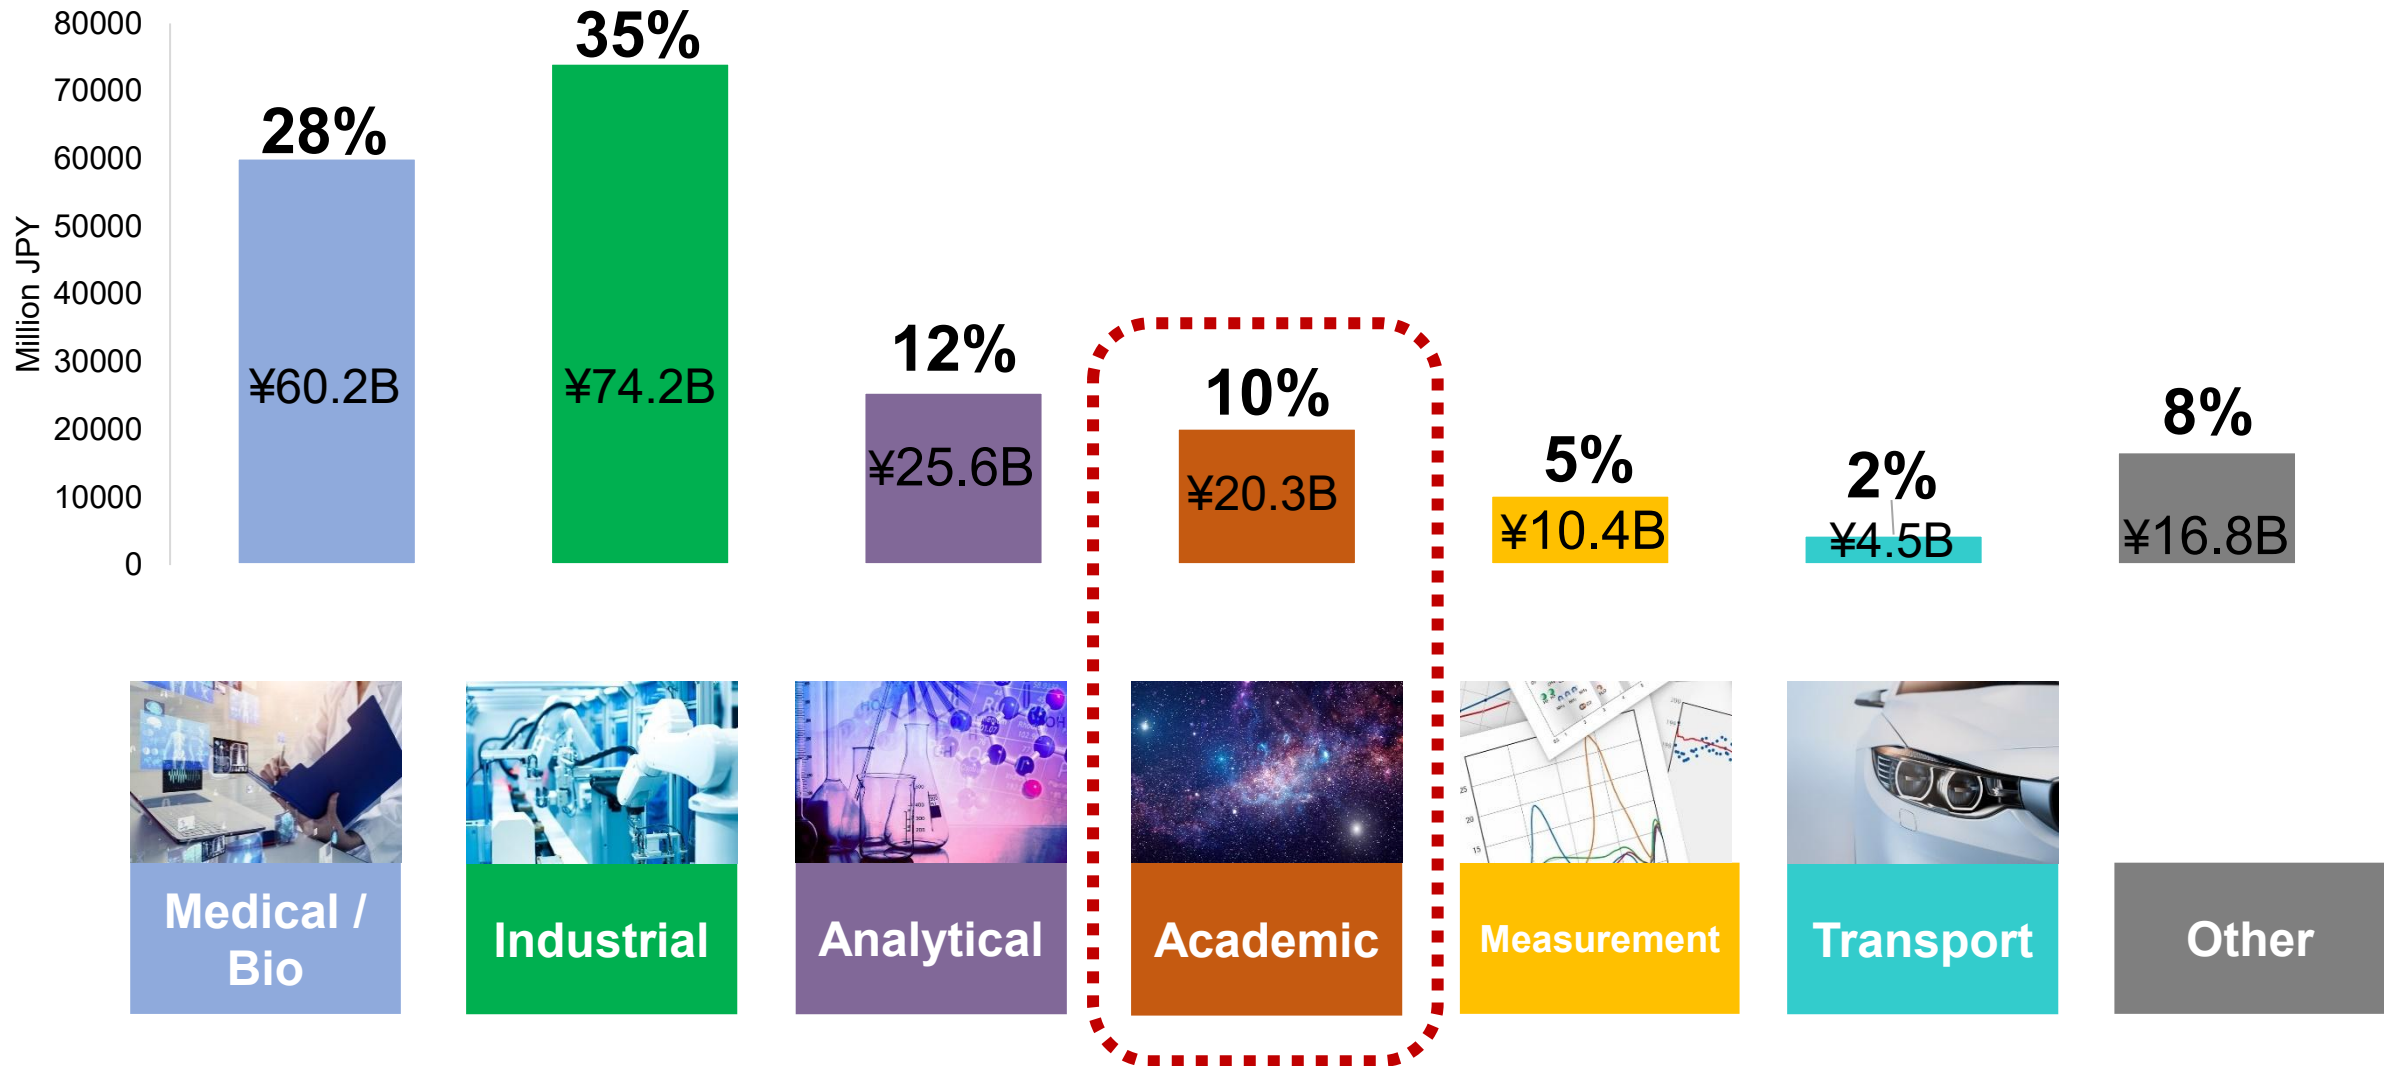 80000
70000
60000
50000
40000
30000
20000
10000
0
Million JPY
28%
¥60.2B
35%
¥74.2B
12%
¥25.6B
10%
¥20.3B
5%
¥10.4B
2%
¥4.5B
8%
¥16.8B
Medical /
Bio
Industrial
Analytical
Academic
Measurement
Transport
Other